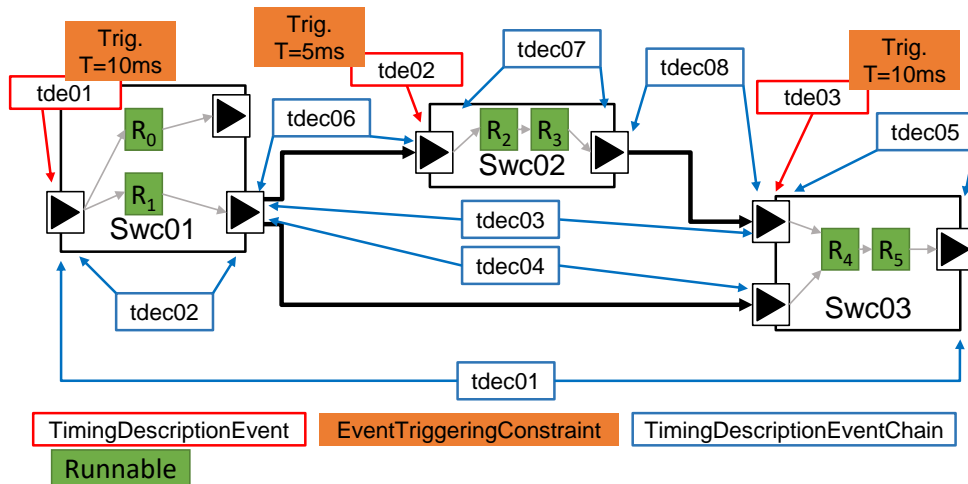 Trig.
T=10ms
tde01
Trig.
T=5ms
tde02
tdec07
tdec08
Trig.
T=10ms
tde03
tdec05
tdec06
R0
R1
Swc01
R2
R3
Swc02
tdec03
tdec04
R4
R5
Swc03
tdec02
tdec01
TimingDescriptionEvent
EventTriggeringConstraint
TimingDescriptionEventChain
Runnable